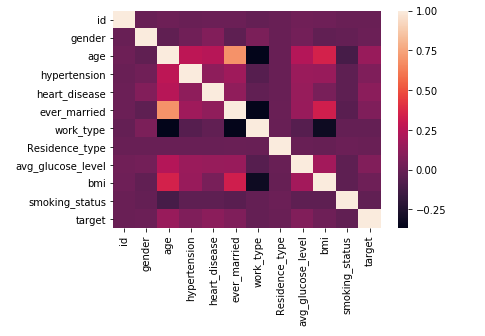 id
gender
age
hypertension
heart_disease
ever_married
work_type
Residence_type
avg_glucose_level
bmi
smoking_status
target
id
gender
age
hypertension
heart_disease
ever_married
work_type
Residence_type
avg_glucose_level
bmi
smoking_status
target
1.00
0.75
0.50
0.25
0.00
−0.25